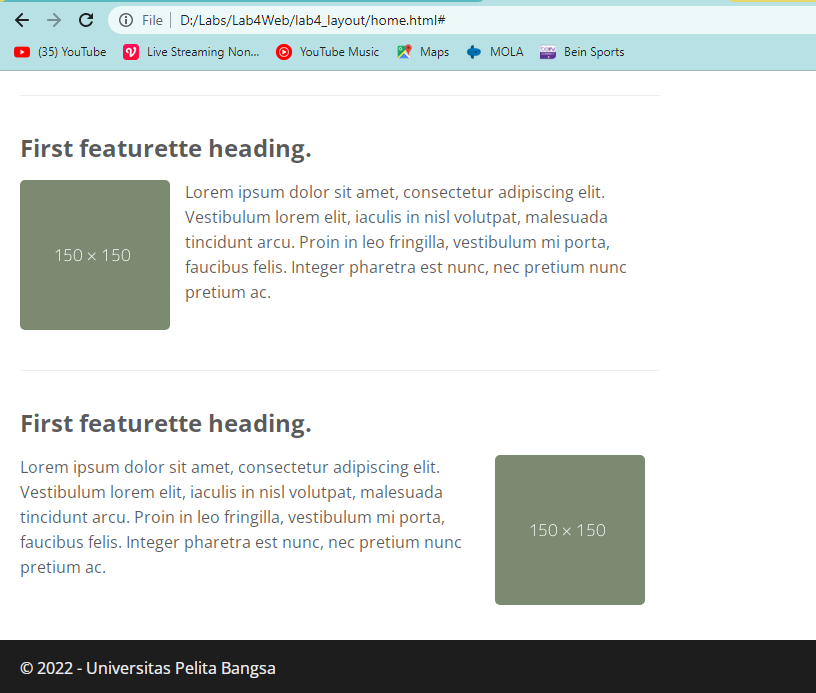 File | D:/Labs/Lab4Web/lab4_layout/home.html#
(35) YouTube Live Streaming Non... YouTube Music Maps MOLA Bein Sports
First featurette heading.
150 × 150
Lorem ipsum dolor sit amet, consectetur adipiscing elit.
Vestibulum lorem elit, iaculis in nisl volutpat, malesuada
tincidunt arcu. Proin in leo fringilla, vestibulum mi porta,
faucibus felis. Integer pharetra est nunc, nec pretium nunc
pretium ac.
First featurette heading.
Lorem ipsum dolor sit amet, consectetur adipiscing elit.
Vestibulum lorem elit, iaculis in nisl volutpat, malesuada
tincidunt arcu. Proin in leo fringilla, vestibulum mi porta,
faucibus felis. Integer pharetra est nunc, nec pretium nunc
pretium ac.
150 × 150
© 2022 - Universitas Pelita Bangsa